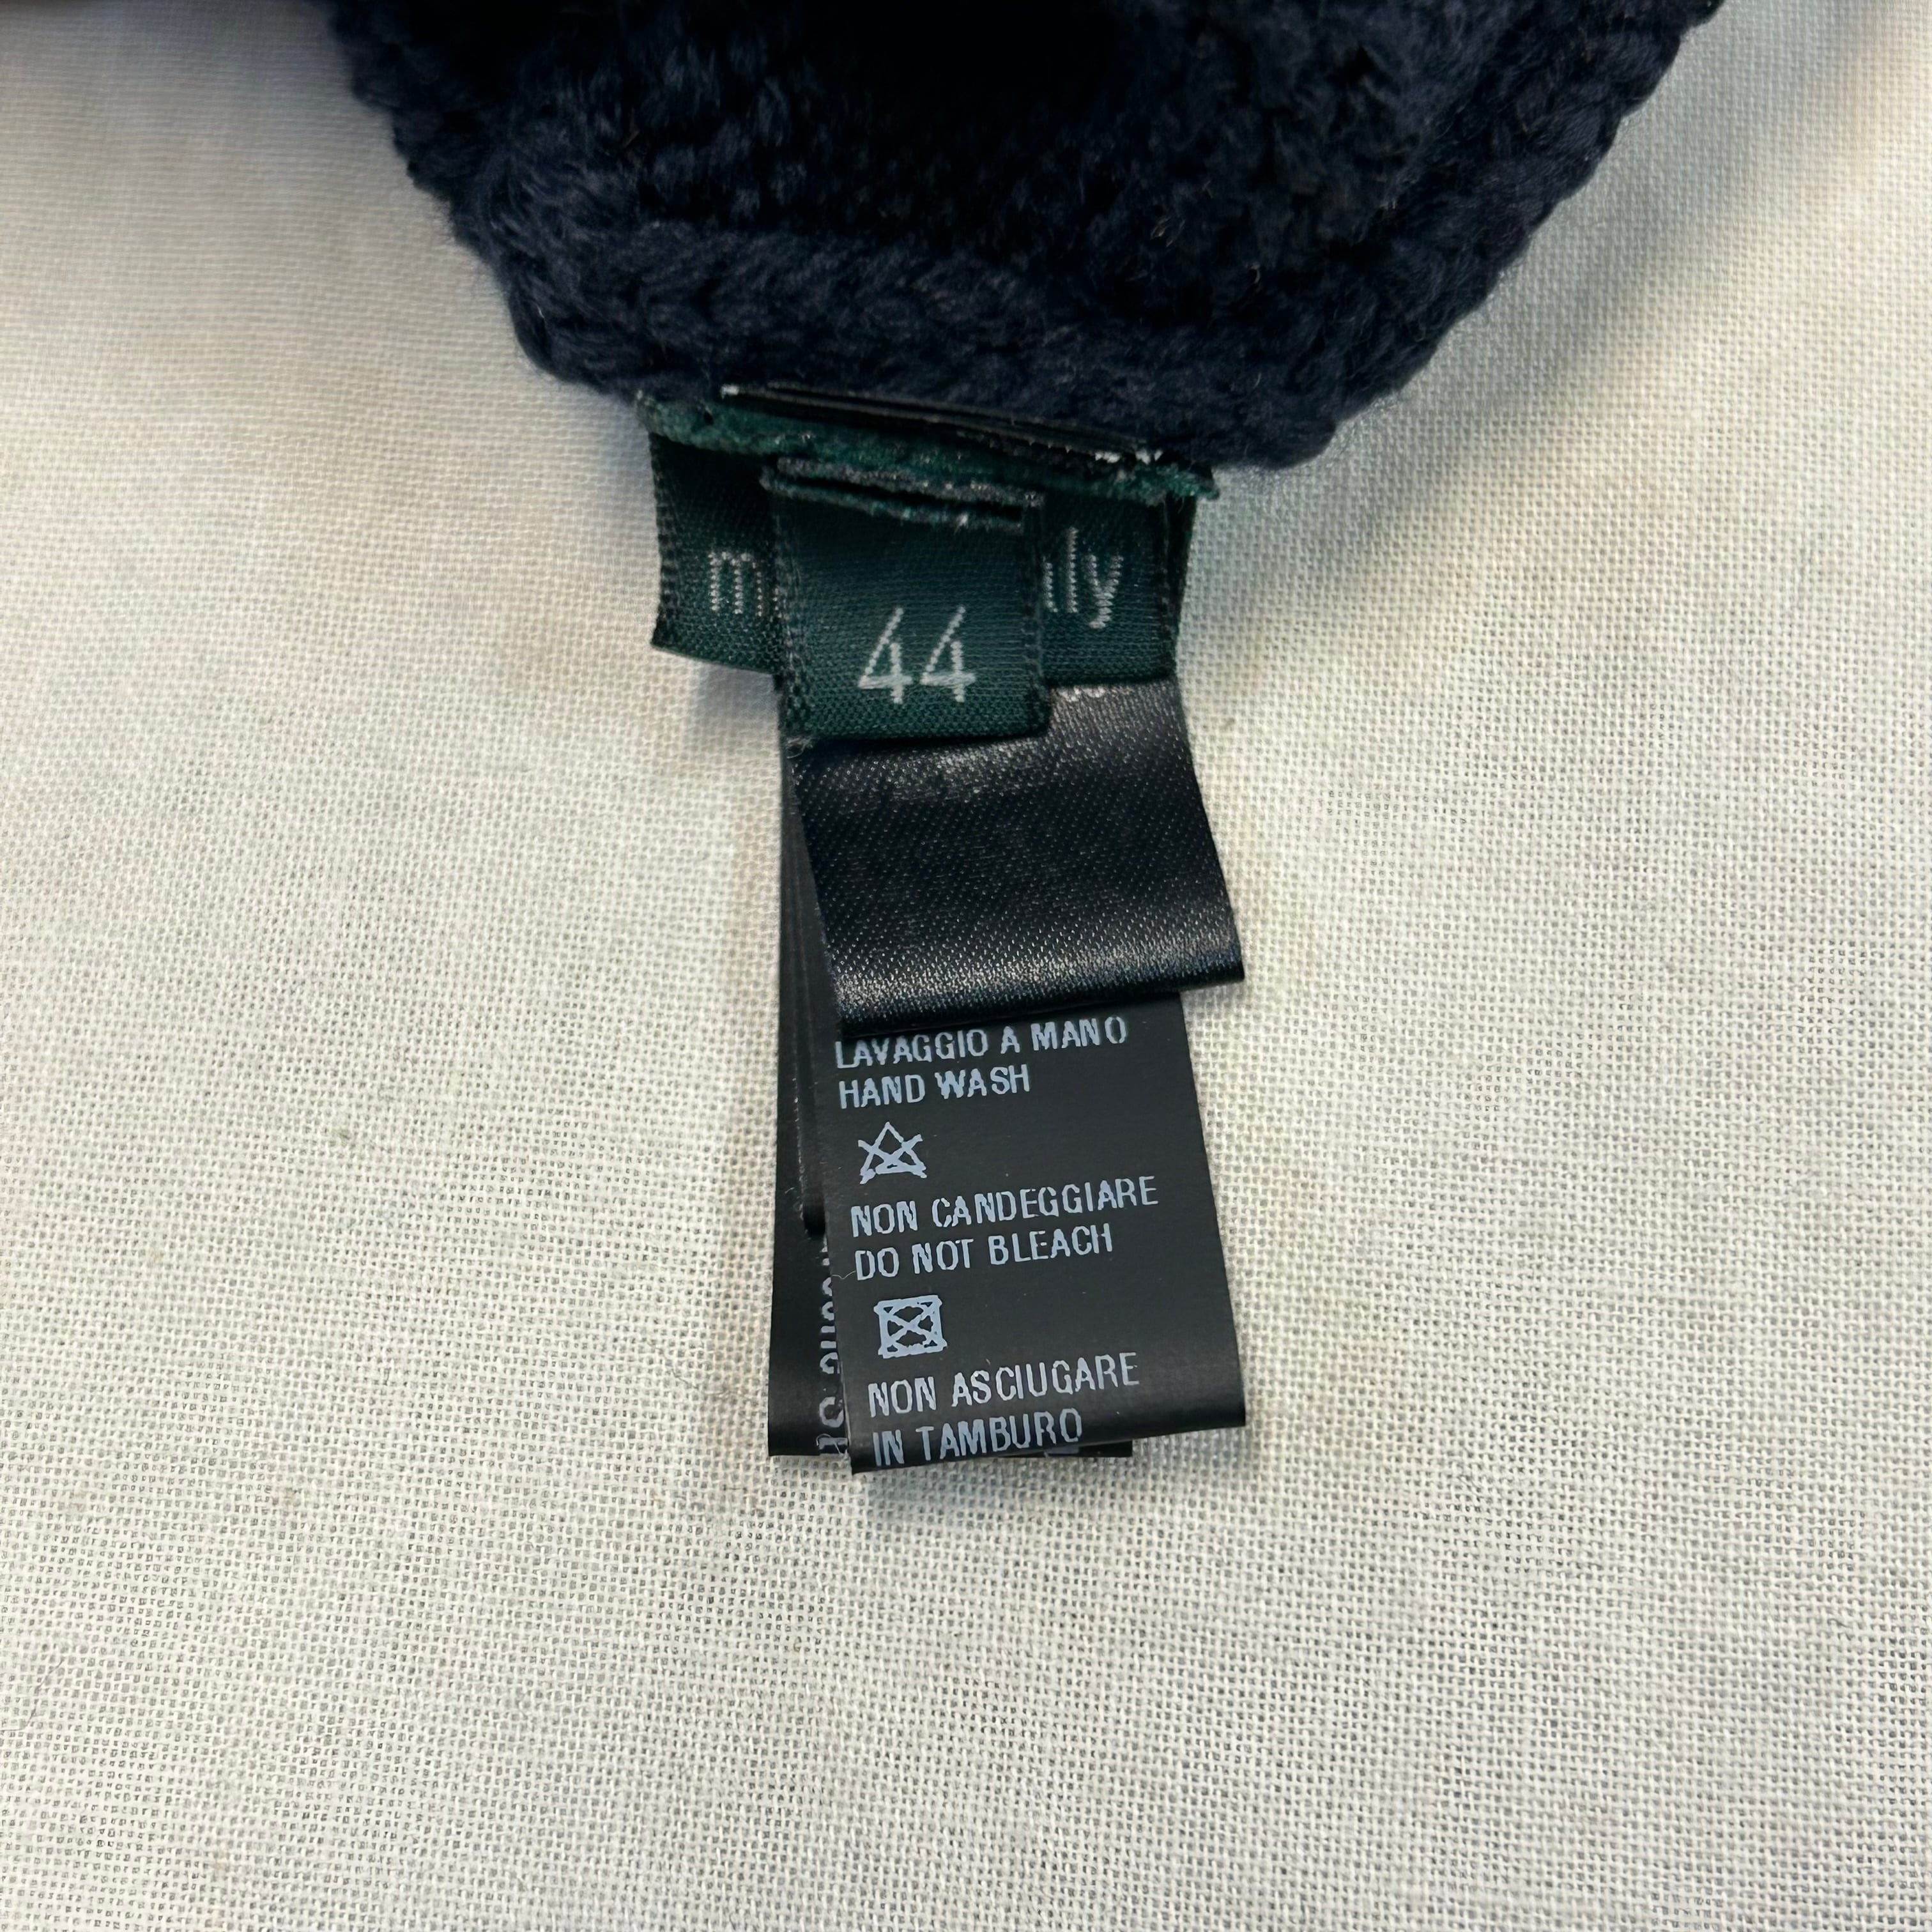 44
LAVAGGIO A MANO
HAND WASH
NON CANDEGGIARE
DO NOT BLEACH
NON ASCIUGARE
IN TAMBURO